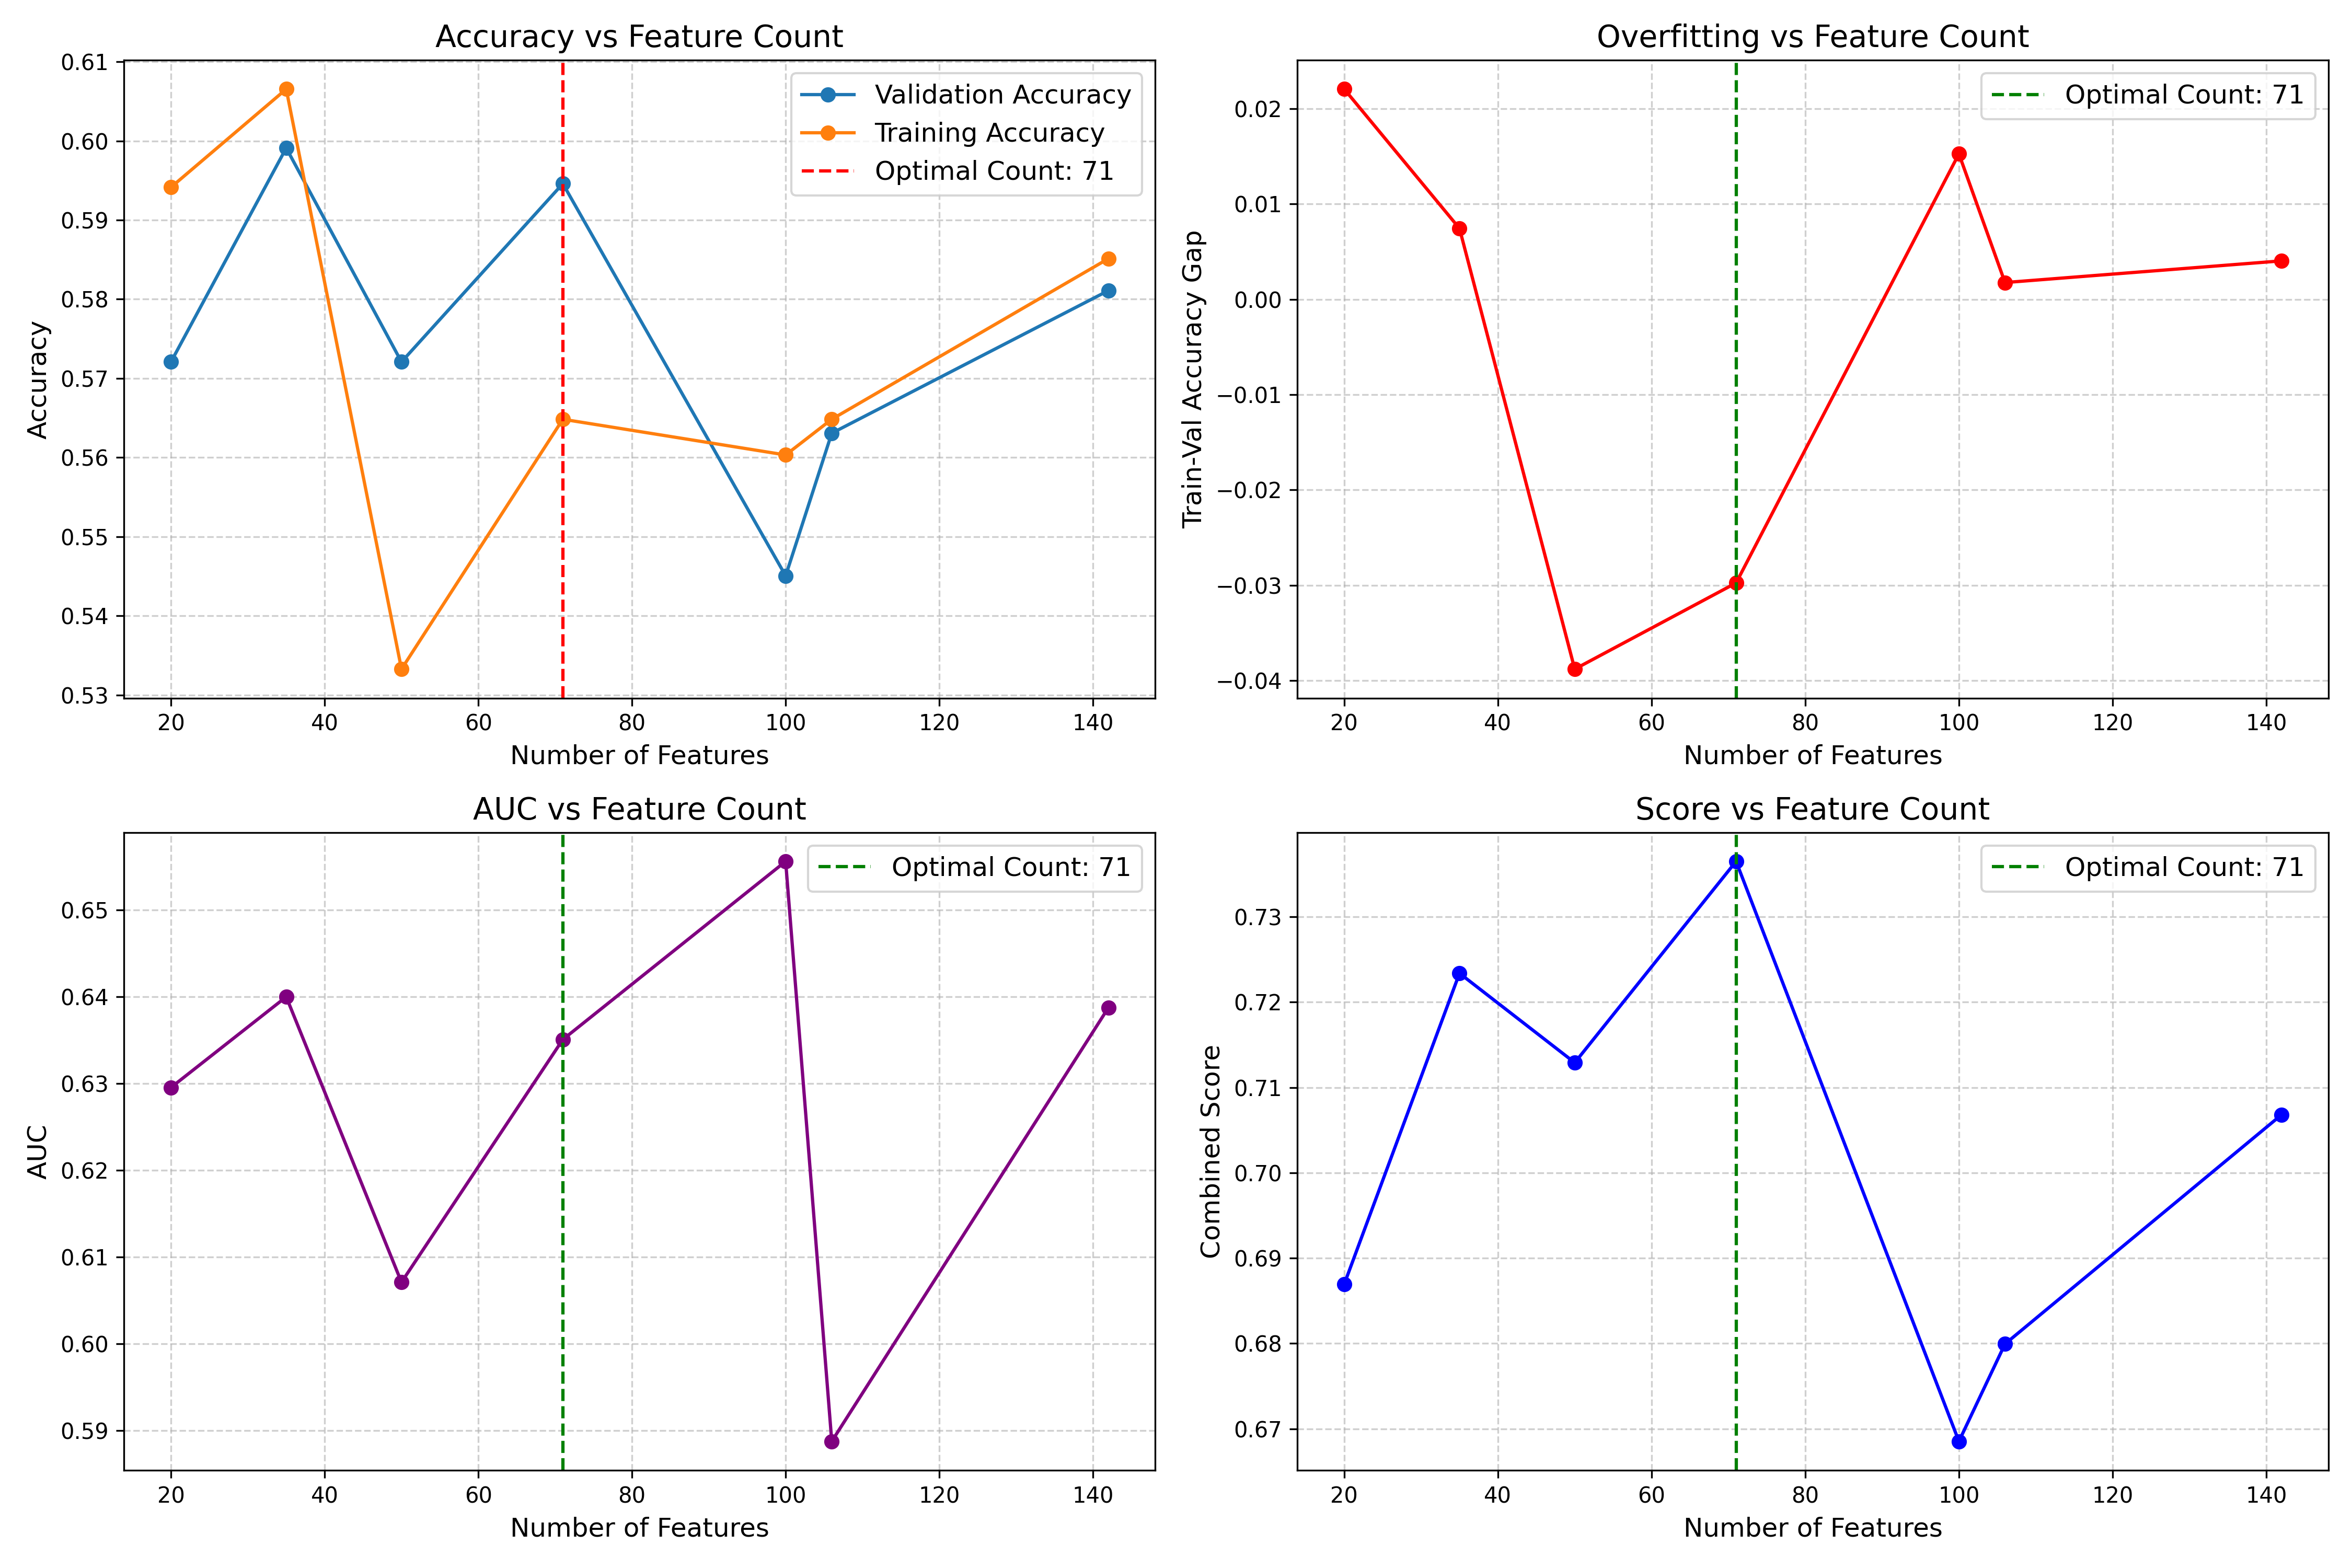 Accuracy vs Feature Count
0.61
0.60
0.59
0.58
0.57
0.56
0.55
0.54
0.53
Accuracy
Validation Accuracy
Training Accuracy
Optimal Count: 71
20 40 60 80 100 120 140
Number of Features
Overfitting vs Feature Count
0.02
0.01
0.00
−0.01
−0.02
−0.03
−0.04
Train-Val Accuracy Gap
Optimal Count: 71
20 40 60 80 100 120 140
Number of Features
AUC vs Feature Count
0.65
0.64
0.63
0.62
0.61
0.60
0.59
AUC
Optimal Count: 71
20 40 60 80 100 120 140
Number of Features
Score vs Feature Count
0.73
0.72
0.71
0.70
0.69
0.68
0.67
Combined Score
Optimal Count: 71
20 40 60 80 100 120 140
Number of Features